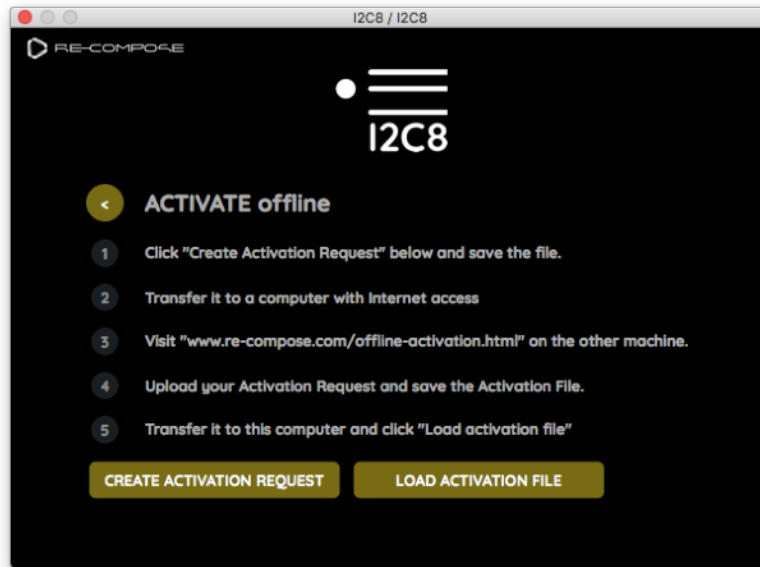 I2C8 / I2C8
RE-COMPOSE
I2C8
< ACTIVATE offline
1 Click "Create Activation Request" below and save the file.
2 Transfer it to a computer with Internet access
3 Visit "www.re-compose.com/offline-activation.html" on the other machine.
4 Upload your Activation Request and save the Activation File.
5 Transfer it to this computer and click "Load activation file"
CREATE ACTIVATION REQUEST LOAD ACTIVATION FILE